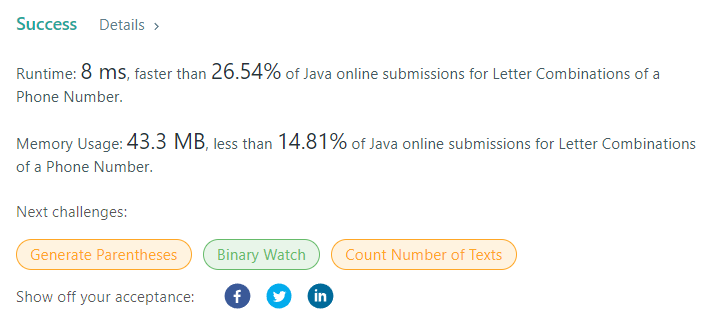 Success Details >
Runtime: 8 ms, faster than 26.54% of Java online submissions for Letter Combinations of a
Phone Number.
Memory Usage: 43.3 MB, less than 14.81% of Java online submissions for Letter Combinations
of a Phone Number.
Next challenges:
Generate Parentheses Binary Watch Count Number of Texts
Show off your acceptance: f in